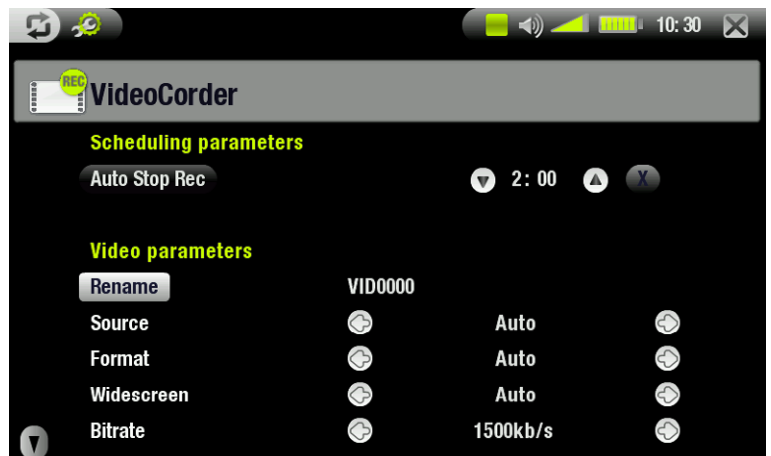 10:30
REC
VideoCorder
Scheduling parameters
Auto Stop Rec 2:00 X
Video parameters
Rename VID0000
Source Auto
Format Auto
Widescreen Auto
Bitrate 1500kb/s